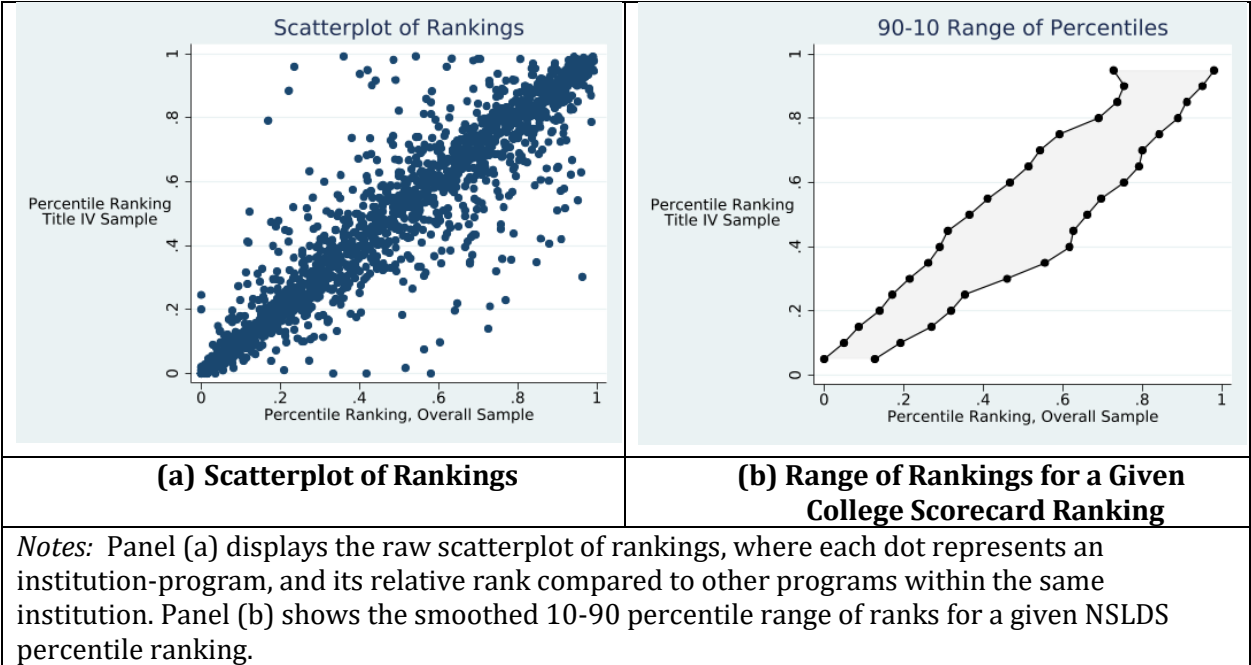 Scatterplot of Rankings
1
.8
.6
.4
.2
0
Percentile Ranking
Title IV Sample
0 .2 .4 .6 .8 1
Percentile Ranking, Overall Sample
90-10 Range of Percentiles
1
.8
.6
.4
.2
0
Percentile Ranking
Title IV Sample
0 .2 .4 .6 .8 1
Percentile Ranking, Overall Sample
(a) Scatterplot of Rankings
(b) Range of Rankings for a Given
College Scorecard Ranking
Notes: Panel (a) displays the raw scatterplot of rankings, where each dot represents an
institution-program, and its relative rank compared to other programs within the same
institution. Panel (b) shows the smoothed 10-90 percentile range of ranks for a given NSLDS
percentile ranking.